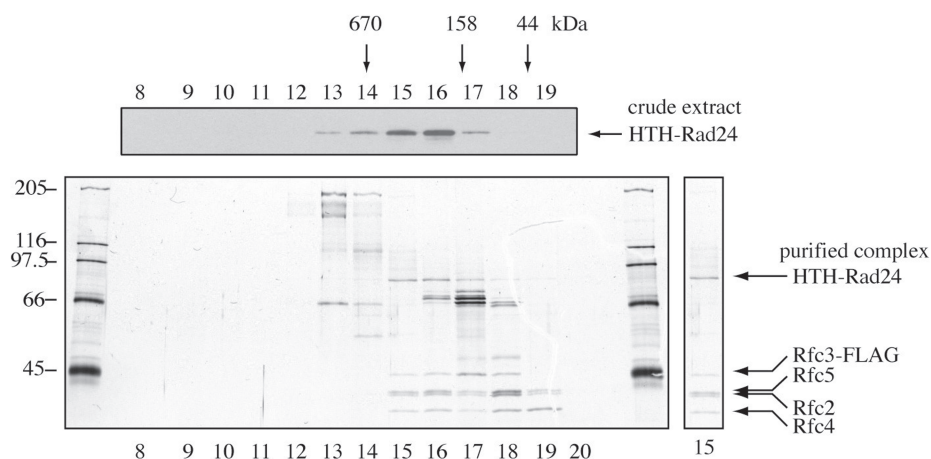 670 158 44 kDa
8 9 10 11 12 13 14 15 16 17 18 19
crude extract
HTH-Rad24
205
116
97.5
66
45
purified complex
HTH-Rad24
Rfc3-FLAG
Rfc5
Rfc2
Rfc4
8 9 10 11 12 13 14 15 16 17 18 19 20
15